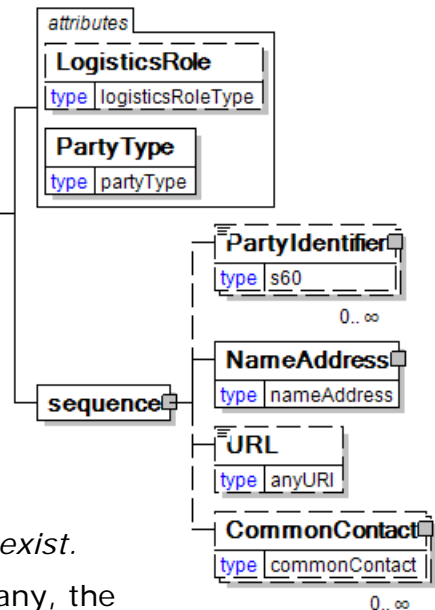 attributes
LogisticsRole
type logisticsRoleType
PartyType
type partyType
PartyIdentifier
type s60
0.. ∞
NameAddress
type nameAddress
sequence
URL
type anyURI
CommonContact
type commonContact
0.. ∞
exist.
any, the